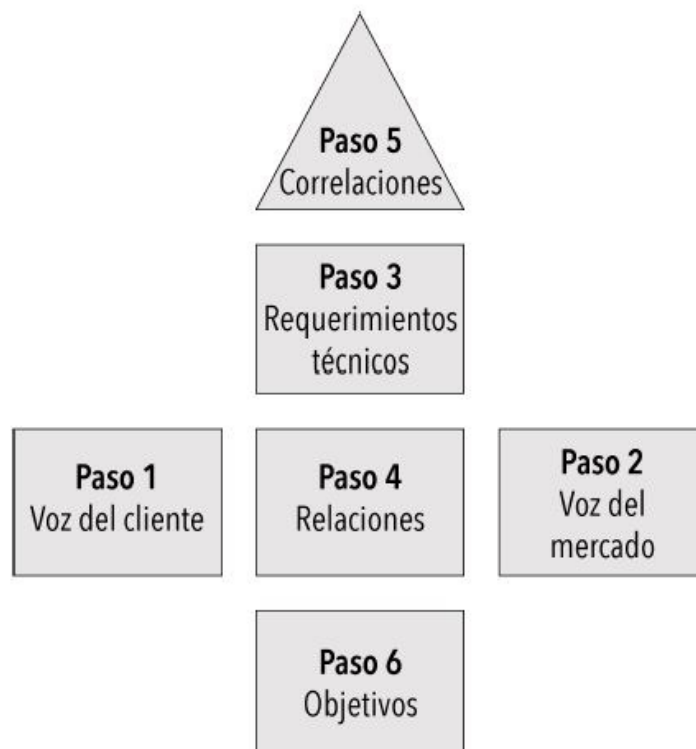 Paso 5
Correlaciones
Paso 3
Requerimientos
técnicos
Paso 1
Voz del cliente
Paso 4
Relaciones
Paso 2
Voz del
mercado
Paso 6
Objetivos